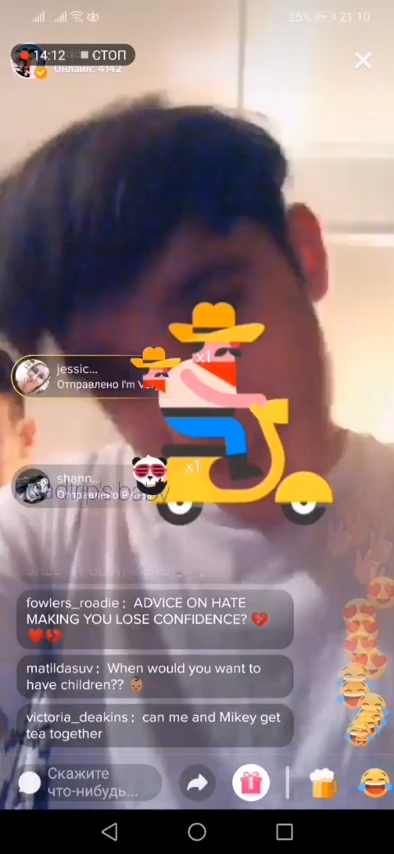 25% 21:10
14:12 СТОП
Онлайн: 4142
jessic...
Отправлено I'm
x1
shann...
Отправлено
x1
fowlers_roadie : ADVICE ON HATE
MAKING YOU LOSE CONFIDENCE? 💔
❤️💔
matildasuv : When would you want to
have children?? 👶🏽
victoria_deakins : can me and Mikey get
tea together
Скажите
что-нибудь...